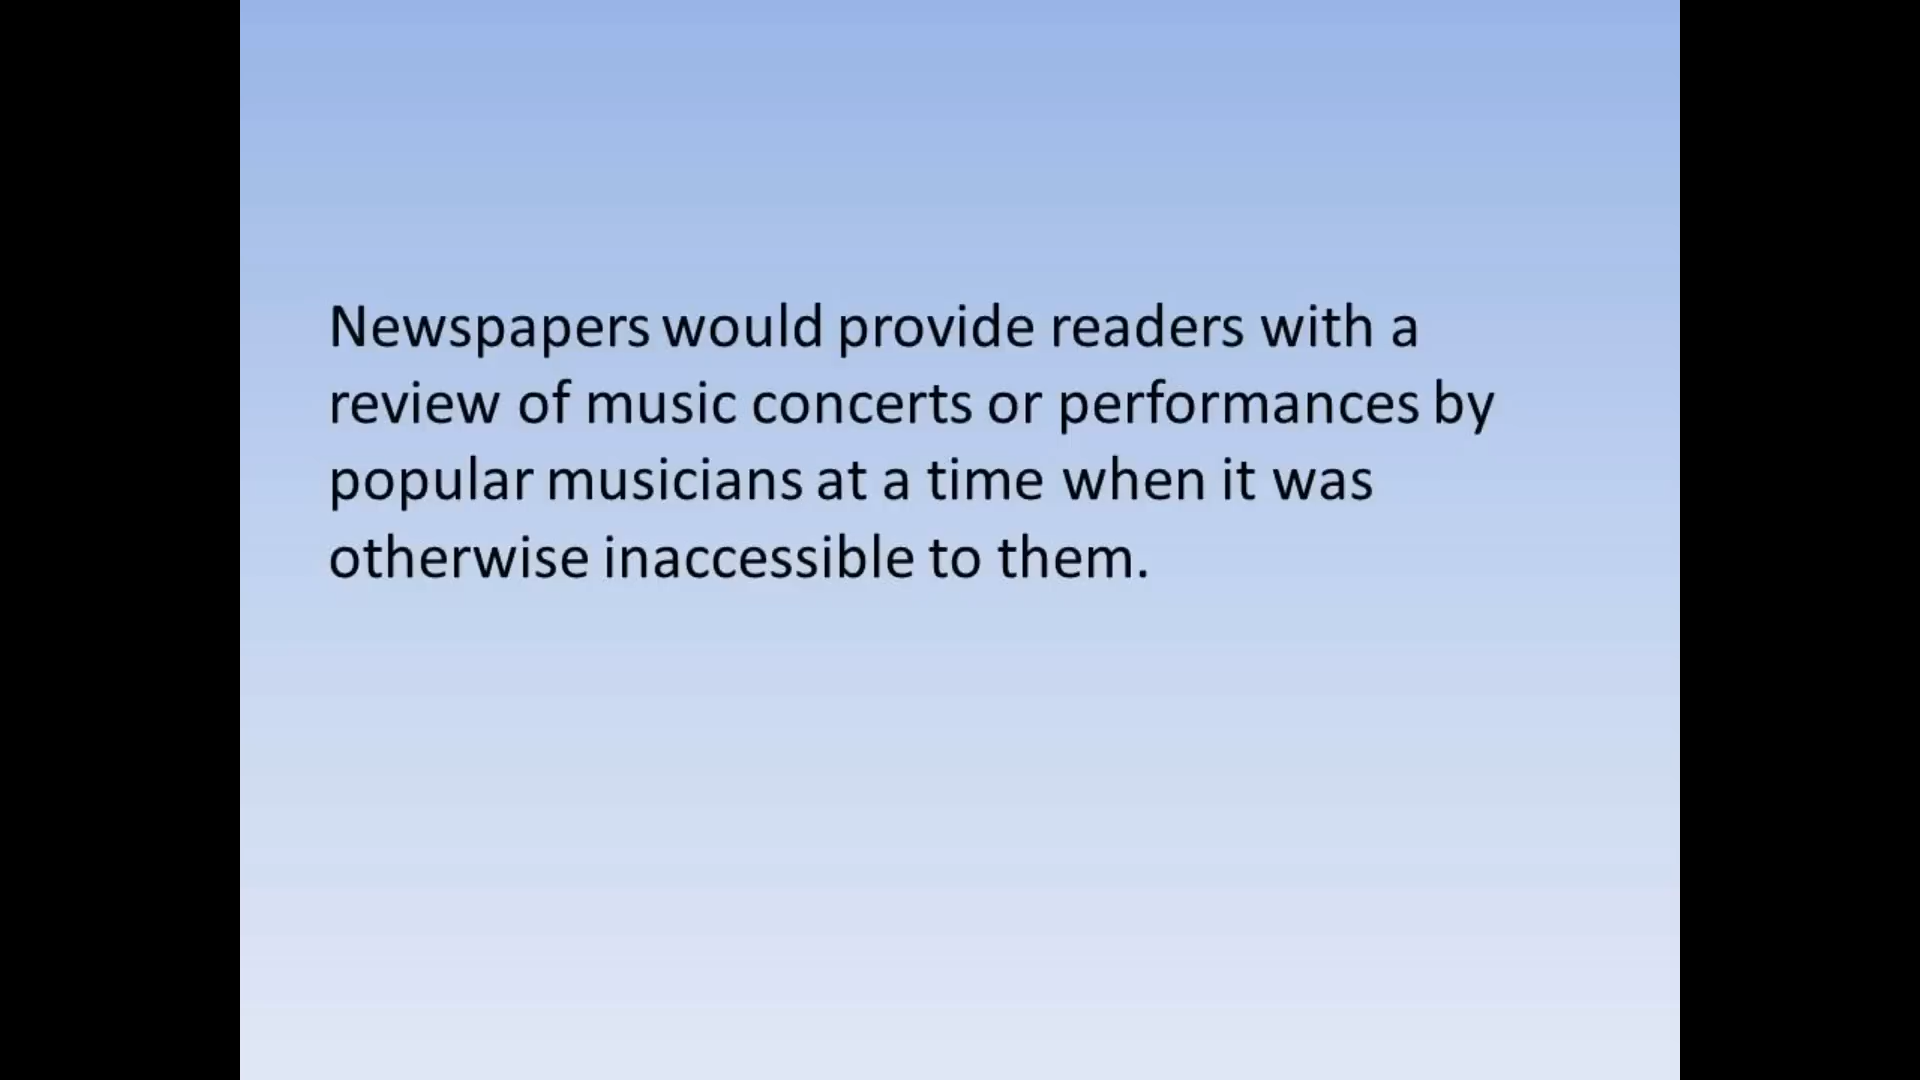 Newspapers would provide readers with a
review of music concerts or performances by
popular musicians at a time when it was
otherwise inaccessible to them.